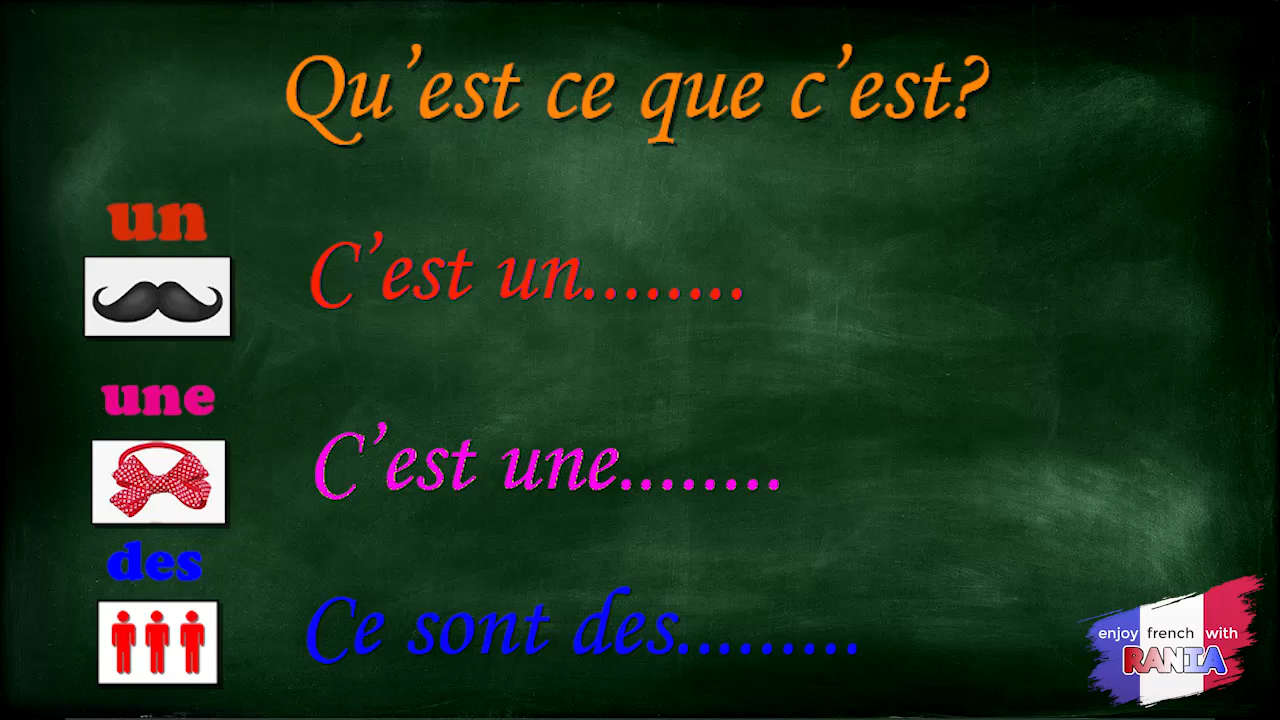 Qu'est ce que c'est?
un
C'est un........
une
C'est une........
des
Ce sont des.........
enjoy french with
RANIA